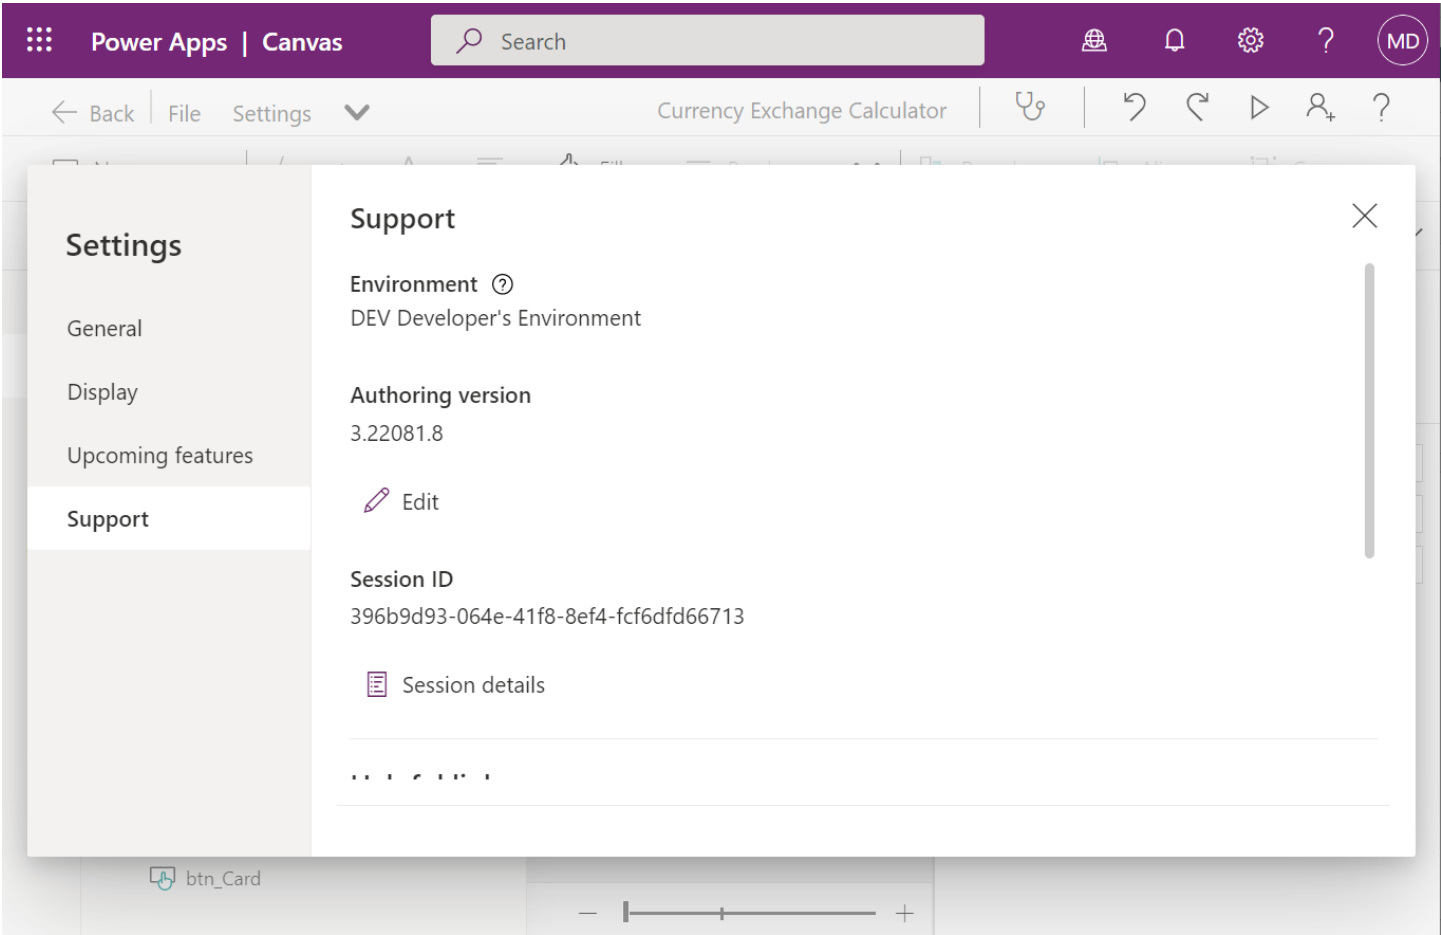 Power Apps | Canvas
Search
MD
Back
File
Settings
Currency Exchange Calculator
Settings
General
Display
Upcoming features
Support
Support
Environment
DEV Developer's Environment
Authoring version
3.22081.8
Edit
Session ID
396b9d93-064e-41f8-8ef4-fcf6dfd66713
Session details
btn_Card